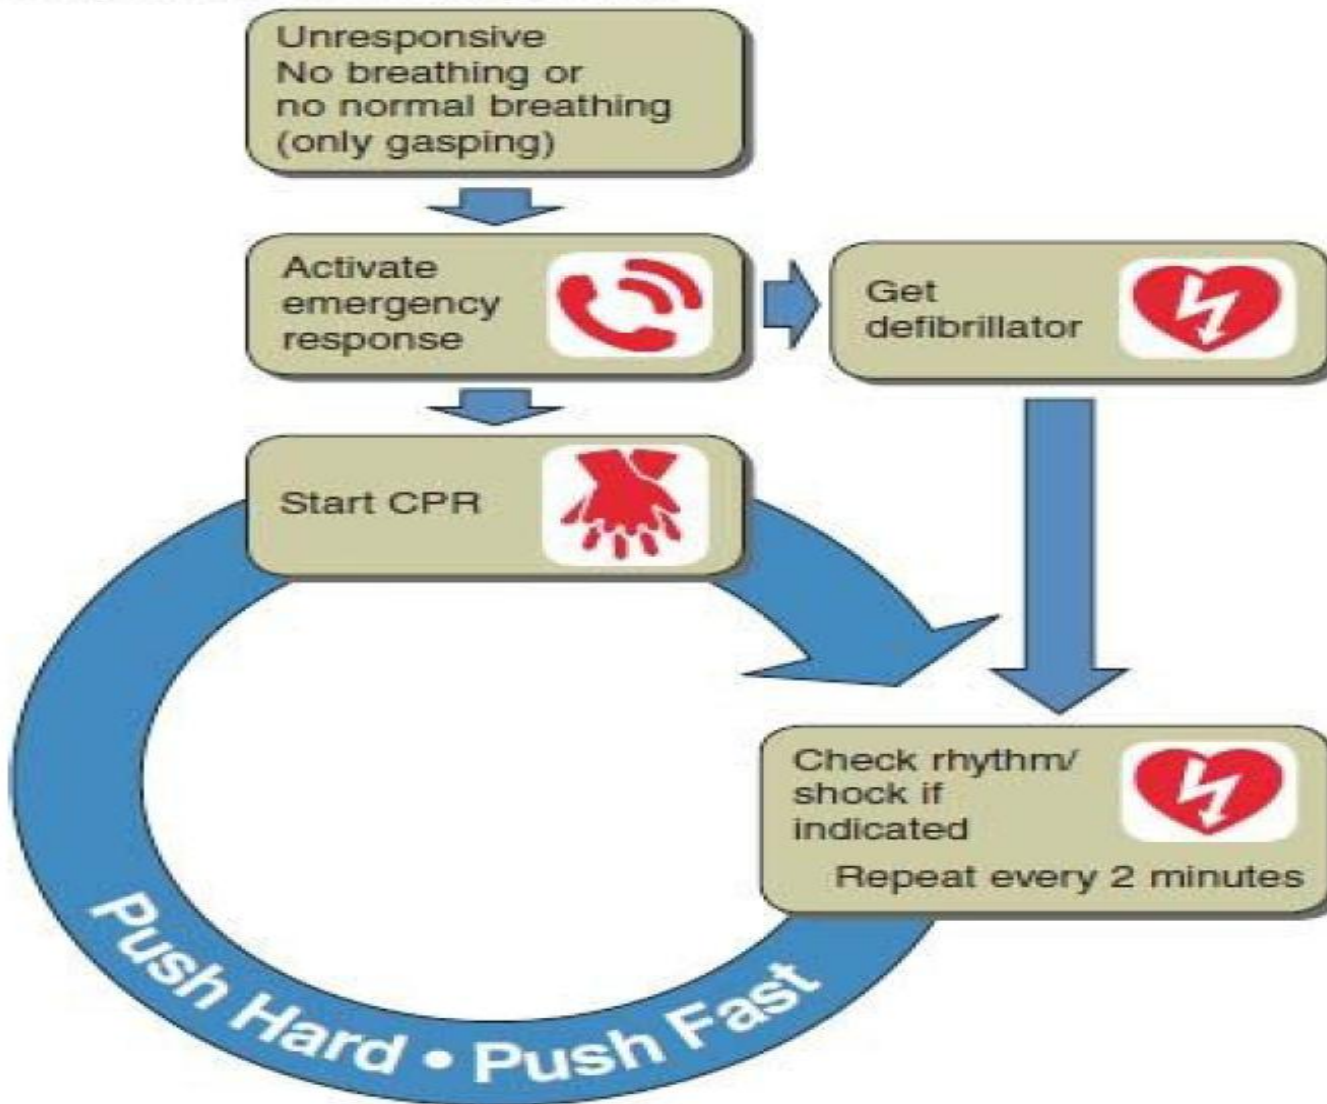 Unresponsive
No breathing or
no normal breathing
(only gasping)
Activate
emergency
response
Get
defibrillator
Start CPR
Check rhythm/
shock if
indicated
Repeat every 2 minutes
Push Hard • Push Fast